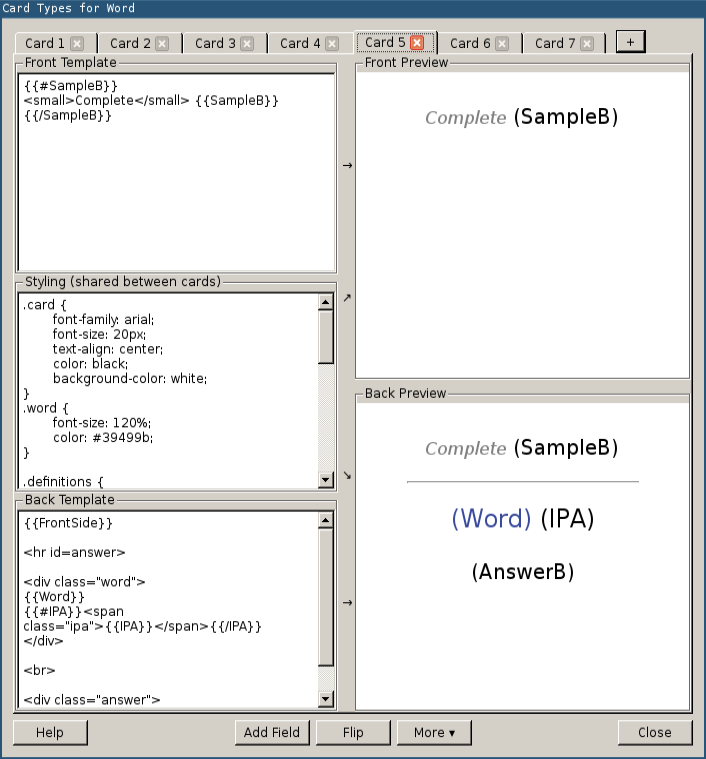 Card Types for Word
Card 1 Card 2 Card 3 Card 4 Card 5 Card 6 Card 7 +
Front Template
{{#SampleB}}
<small>Complete</small> {{SampleB}}
{{/SampleB}}
Styling (shared between cards)
.card {
font-family: arial;
font-size: 20px;
text-align: center;
color: black;
background-color: white;
}
.word {
font-size: 120%;
color: #39499b;
}
.definitions {
Back Template
{{FrontSide}}
<hr id=answer>
<div class="word">
{{Word}}
{{#IPA}}<span
class="ipa">{{IPA}}</span>{{/IPA}}
</div>
<br>
<div class="answer">
→
↗
↘
→
Front Preview
Complete (SampleB)
Back Preview
Complete (SampleB)
(Word) (IPA)
(AnswerB)
Help Add Field Flip More ▾ Close